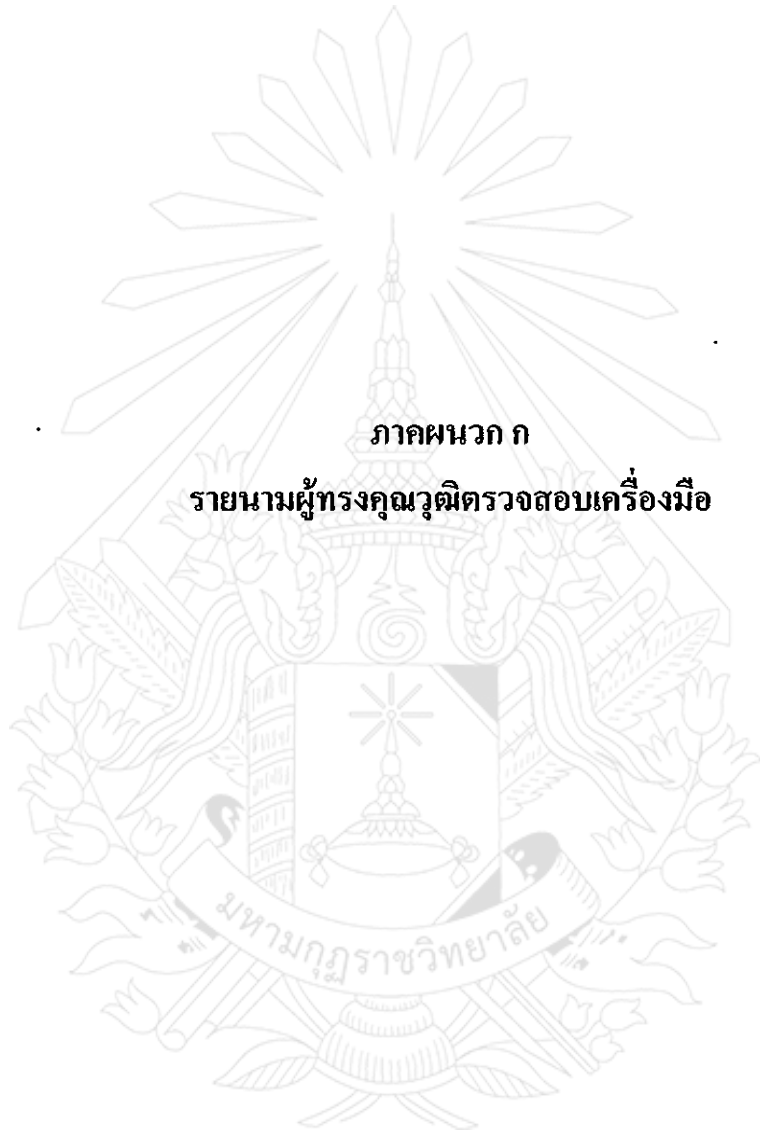 ภาคผนวก ก
รายนามผู้ทรงคุณวุฒิตรวจสอบเครื่องมือ
มหามกุฏราชวิทยาลัย